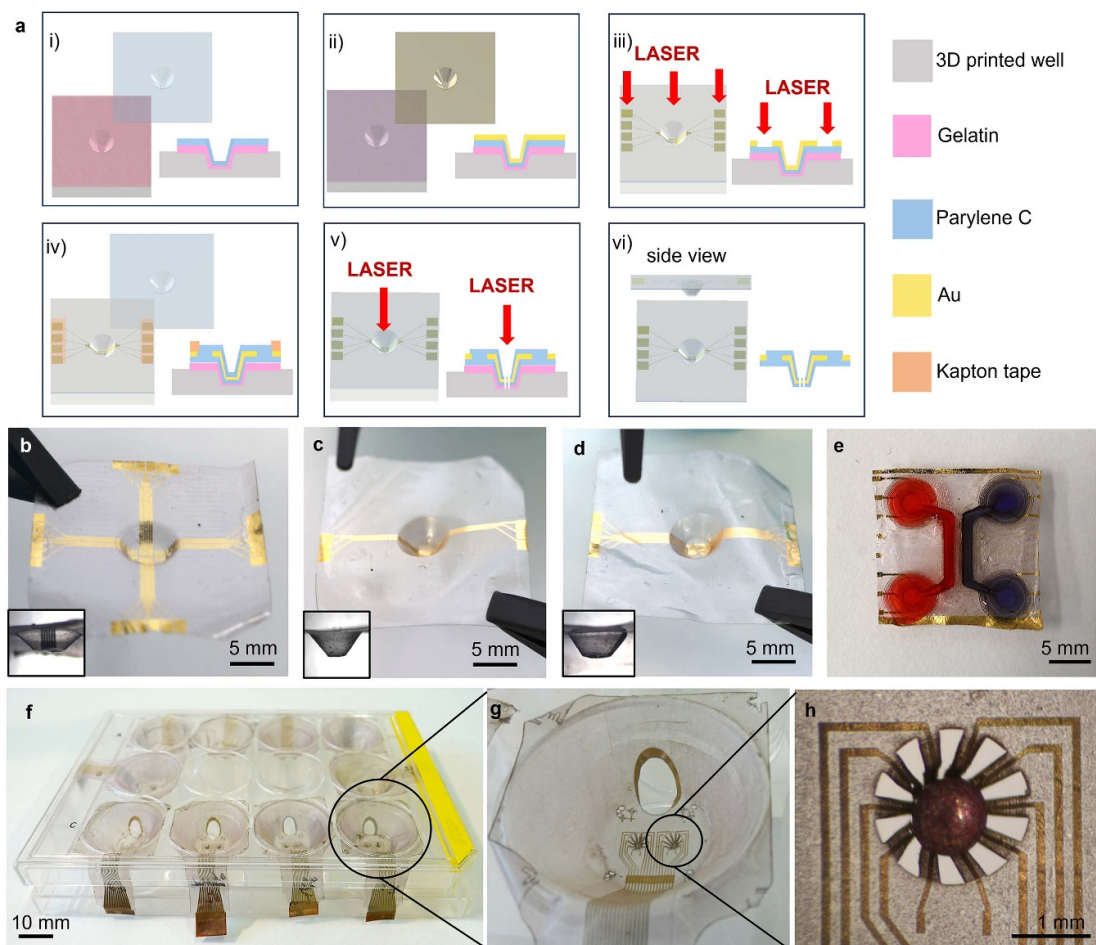 a
i)
ii)
iii)
LASER
LASER
3D printed well
Gelatin
Parylene C
Au
Kapton tape
iv)
v)
LASER
LASER
vi)
side view
b
5 mm
c
5 mm
d
5 mm
e
5 mm
f
C
10 mm
g
h
1 mm